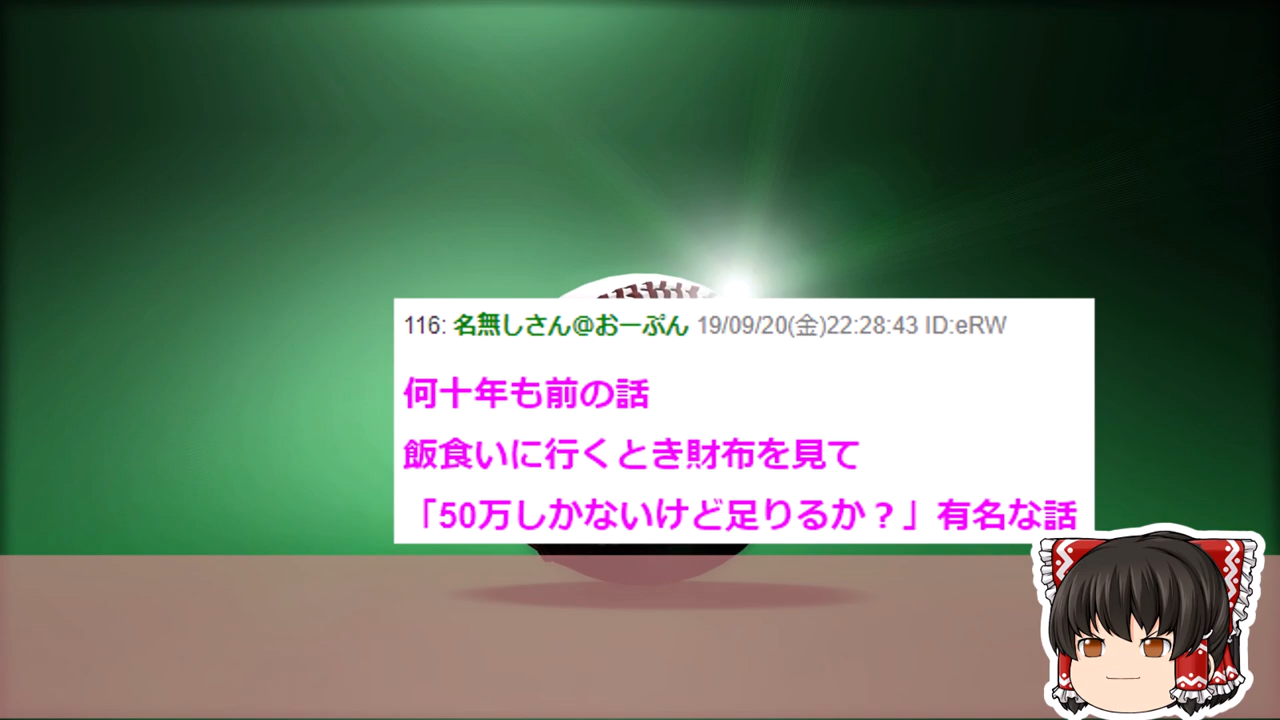 116: 名無しさん@おーぷん 19/09/20(金)22:28:43 ID:eRW
何十年も前の話
飯食いに行くとき財布を見て
「50万しかないけど足りるか？」有名な話